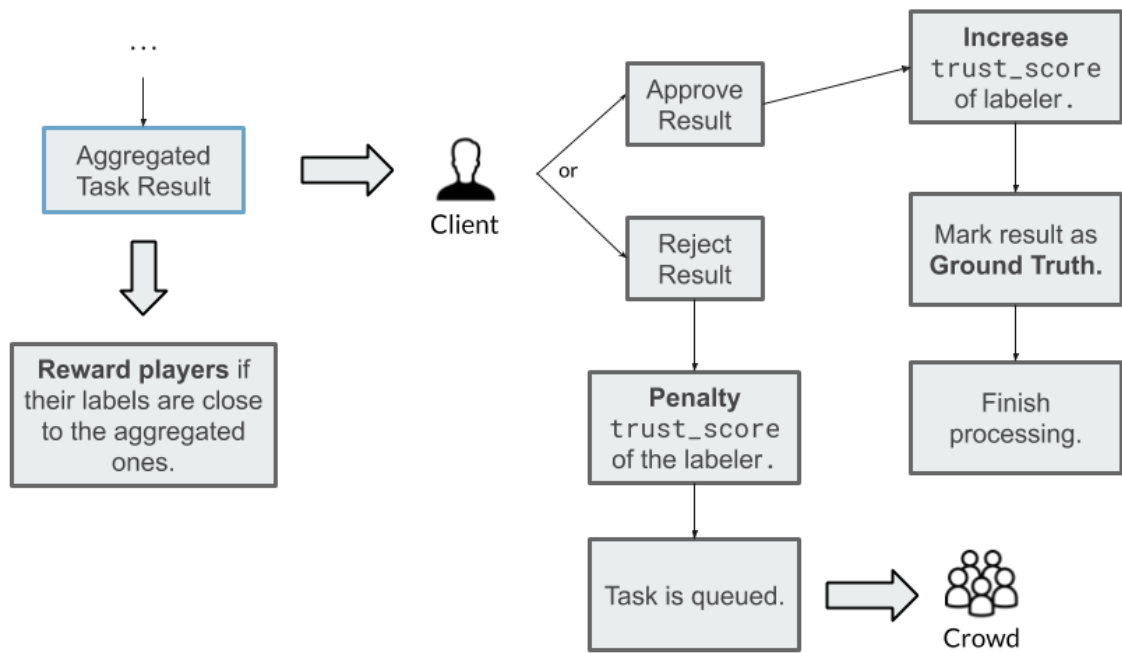 ...
Aggregated
Task Result
Reward players if
their labels are close
to the aggregated
ones.
Client
or
Approve
Result
Reject
Result
Penalty
trust_score
of the labeler.
Task is queued.
Increase
trust_score
of labeler.
Mark result as
Ground Truth.
Finish
processing.
Crowd